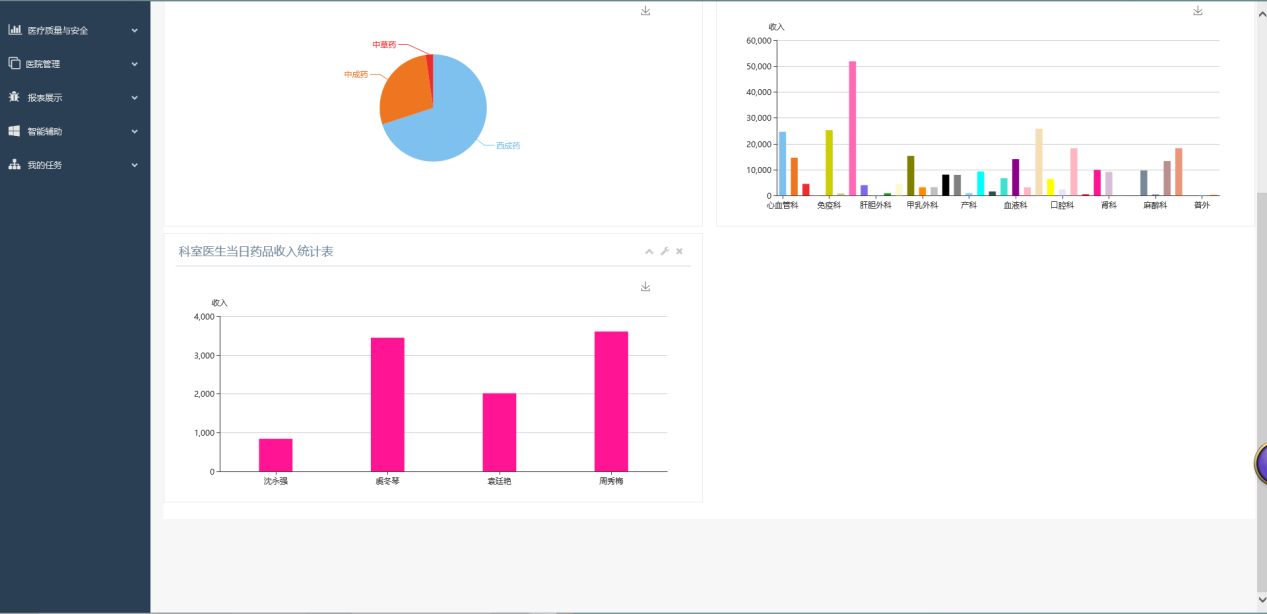 医疗质量与安全
医院管理
报表展示
智能辅助
我的任务
中草药
中成药
西成药
收入
60,000
50,000
40,000
30,000
20,000
10,000
0
心血管科 免疫科 肝胆外科 甲乳外科 产科 血液科 口腔科 肾科 麻醉科 普外
科室医生当日药品收入统计表
收入
4,000
3,000
2,000
1,000
0
沈永强 虞冬琴 袁廷艳 周秀梅